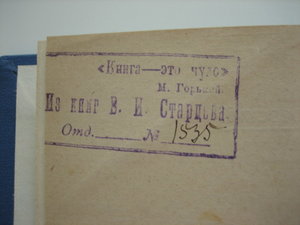 «Книга—это чудо»
М. Горький.
Из книг В. И. Старцева.
Отд. № 1535